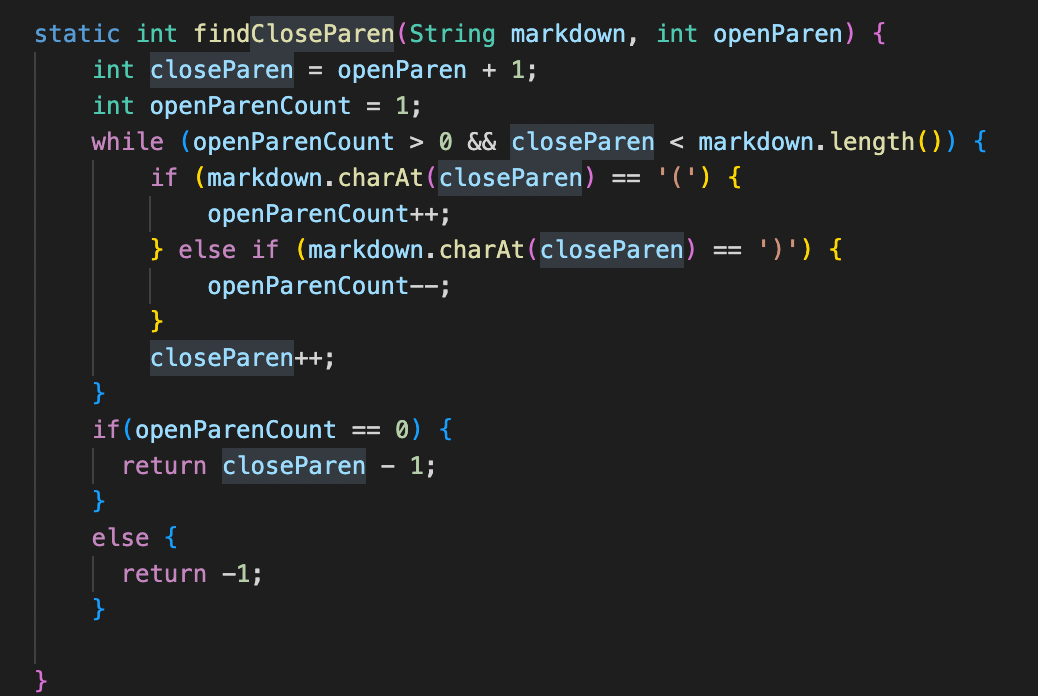 static int findCloseParen(String markdown, int openParen) {
    int closeParen = openParen + 1;
    int openParenCount = 1;
    while (openParenCount > 0 && closeParen < markdown.length()) {
        if (markdown.charAt(closeParen) == '(') {
            openParenCount++;
        } else if (markdown.charAt(closeParen) == ')') {
            openParenCount--;
        }
        closeParen++;
    }
    if(openParenCount == 0) {
      return closeParen - 1;
    }
    else {
      return -1;
    }
}